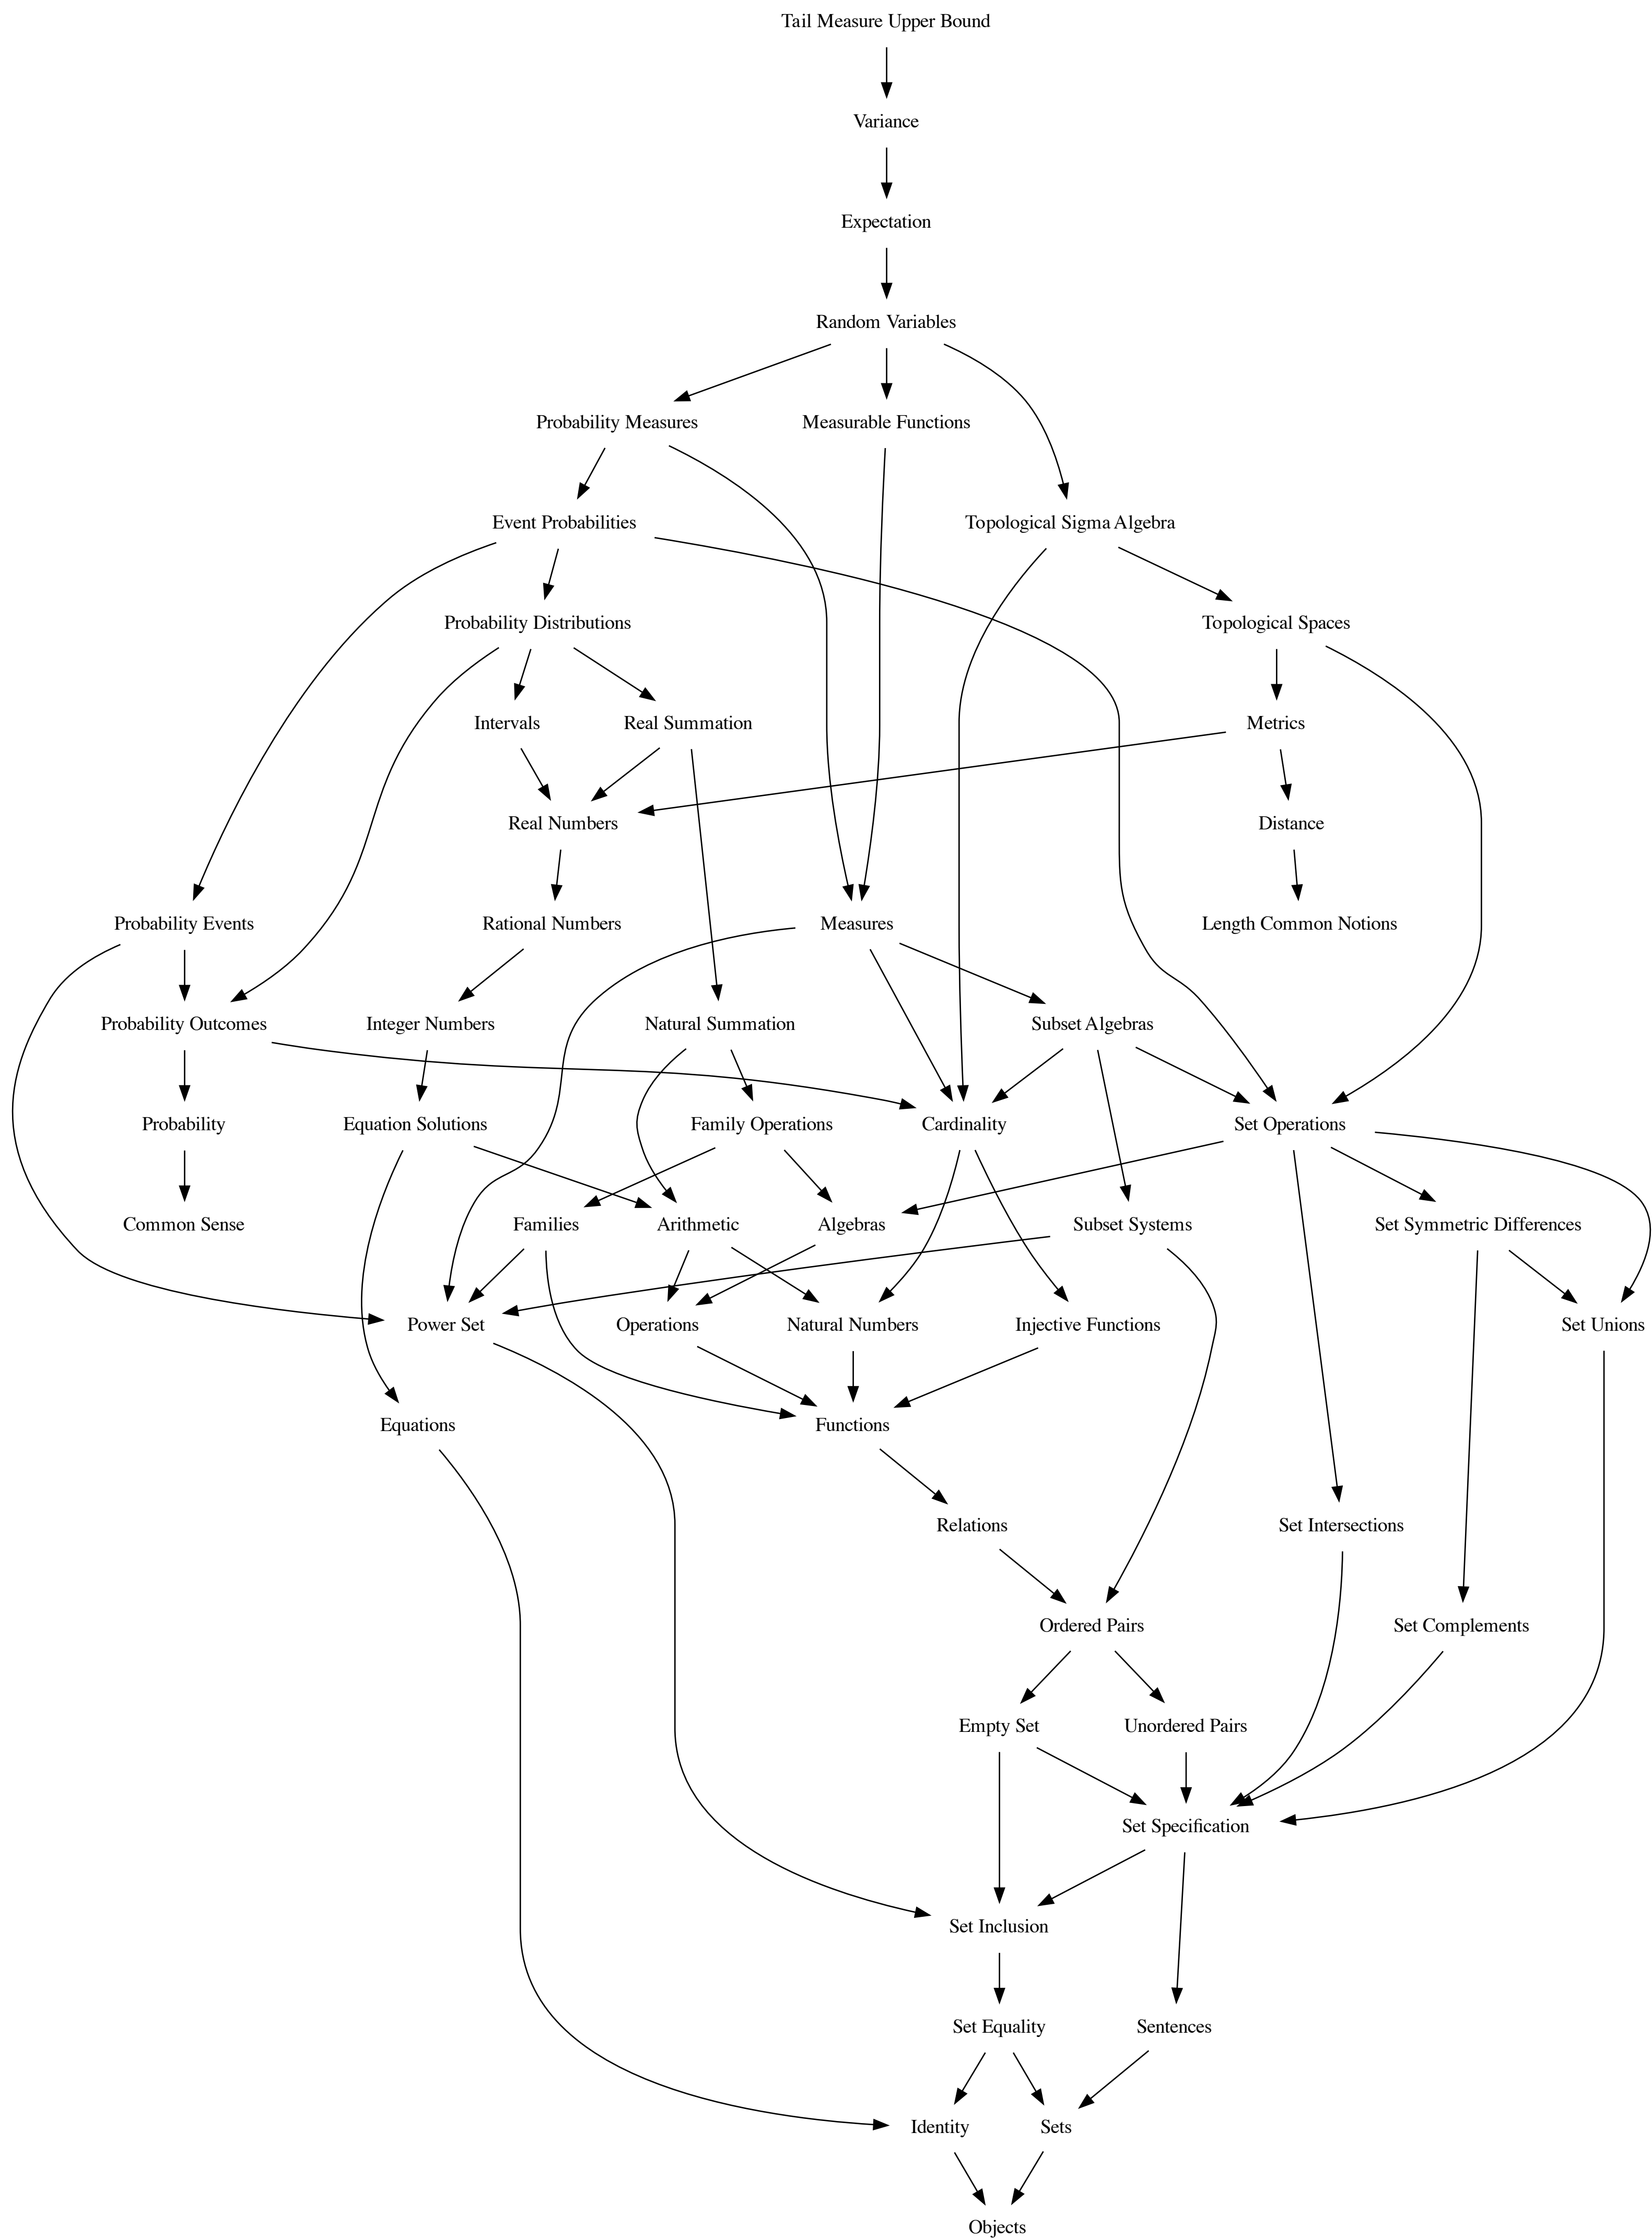 Tail Measure Upper Bound
Variance
Expectation
Random Variables
Probability Measures
Measurable Functions
Event Probabilities
Topological Sigma Algebra
Probability Distributions
Topological Spaces
Intervals
Real Summation
Metrics
Real Numbers
Distance
Probability Events
Rational Numbers
Measures
Length Common Notions
Probability Outcomes
Integer Numbers
Natural Summation
Subset Algebras
Probability
Equation Solutions
Family Operations
Cardinality
Set Operations
Common Sense
Families
Arithmetic
Algebras
Subset Systems
Set Symmetric Differences
Power Set
Operations
Natural Numbers
Injective Functions
Set Unions
Equations
Functions
Relations
Set Intersections
Ordered Pairs
Set Complements
Empty Set
Unordered Pairs
Set Specification
Set Inclusion
Set Equality
Sentences
Identity
Sets
Objects